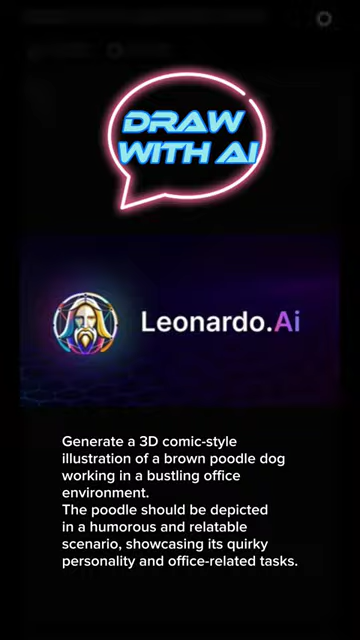 DRAW
WITH AI
Leonardo.Ai
Generate a 3D comic-style
illustration of a brown poodle dog
working in a bustling office
environment.
The poodle should be depicted
in a humorous and relatable
scenario, showcasing its quirky
personality and office-related tasks.